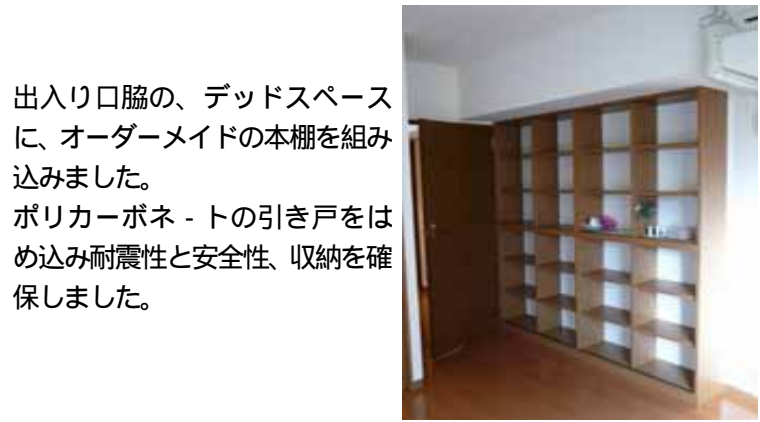 出入り口脇の、デッドスペース
に、オーダーメイドの本棚を組み
込みました。
ポリカーボネ - トの引き戸をは
め込み耐震性と安全性、収納を確
保しました。